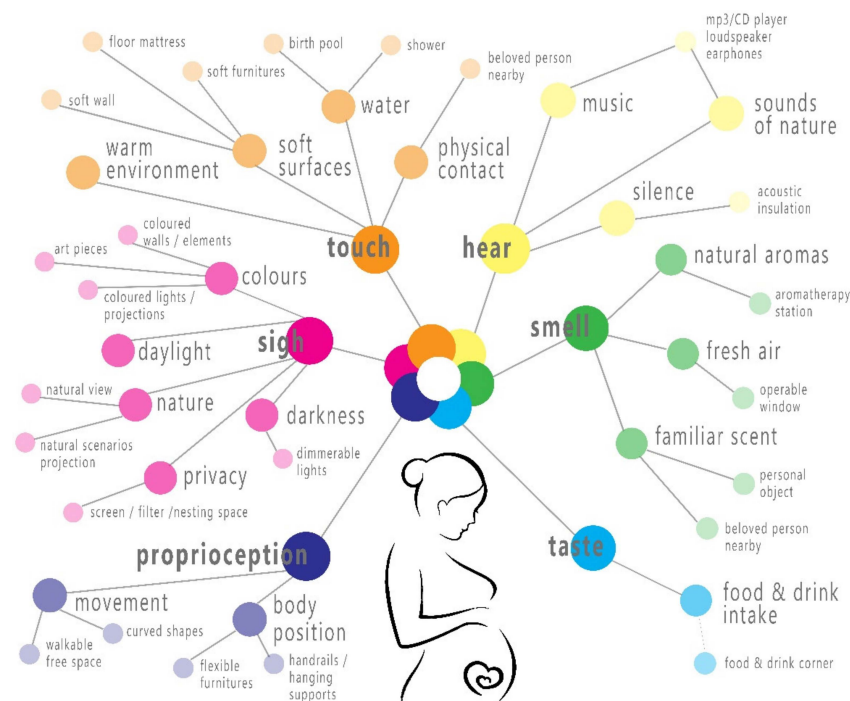 mp3/CD player
loudspeaker
earphones
floor mattress
birth pool
shower
soft furnitures
beloved person
nearby
soft wall
water
music
sounds
of nature
warm
environment
soft
surfaces
physical
contact
silence
acoustic
insulation
coloured
walls / elements
touch
hear
natural aromas
art pieces
colours
coloured lights /
projections
aromatherapy
station
smell
sigh
daylight
fresh air
natural view
nature
darkness
operable
window
natural scenarios
projection
dimmerable
lights
familiar scent
privacy
personal
object
screen / filter /nesting space
beloved person
nearby
proprioception
taste
movement
body
position
food & drink
intake
curved shapes
walkable
free space
flexible
furnitures
handrails /
hanging
supports
food & drink corner